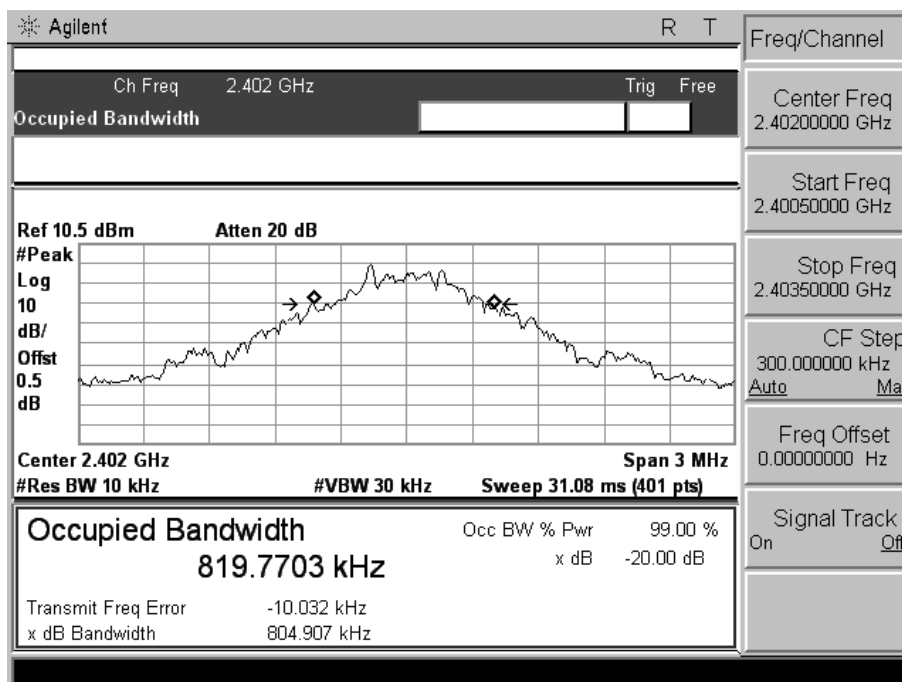 Agilent R T
Ch Freq 2.402 GHz Trig Free
Occupied Bandwidth
Ref 10.5 dBm Atten 20 dB
#Peak
Log
10
dB/
Offst
0.5
dB
Center 2.402 GHz Span 3 MHz
#Res BW 10 kHz #VBW 30 kHz Sweep 31.08 ms (401 pts)
Occupied Bandwidth
819.7703 kHz
Occ BW % Pwr 99.00 %
x dB -20.00 dB
Transmit Freq Error -10.032 kHz
x dB Bandwidth 804.907 kHz
Freq/Channel
Center Freq
2.40200000 GHz
Start Freq
2.40050000 GHz
Stop Freq
2.40350000 GHz
CF Step
300.000000 kHz
Auto Ma
Freq Offset
0.00000000 Hz
Signal Track
On Off